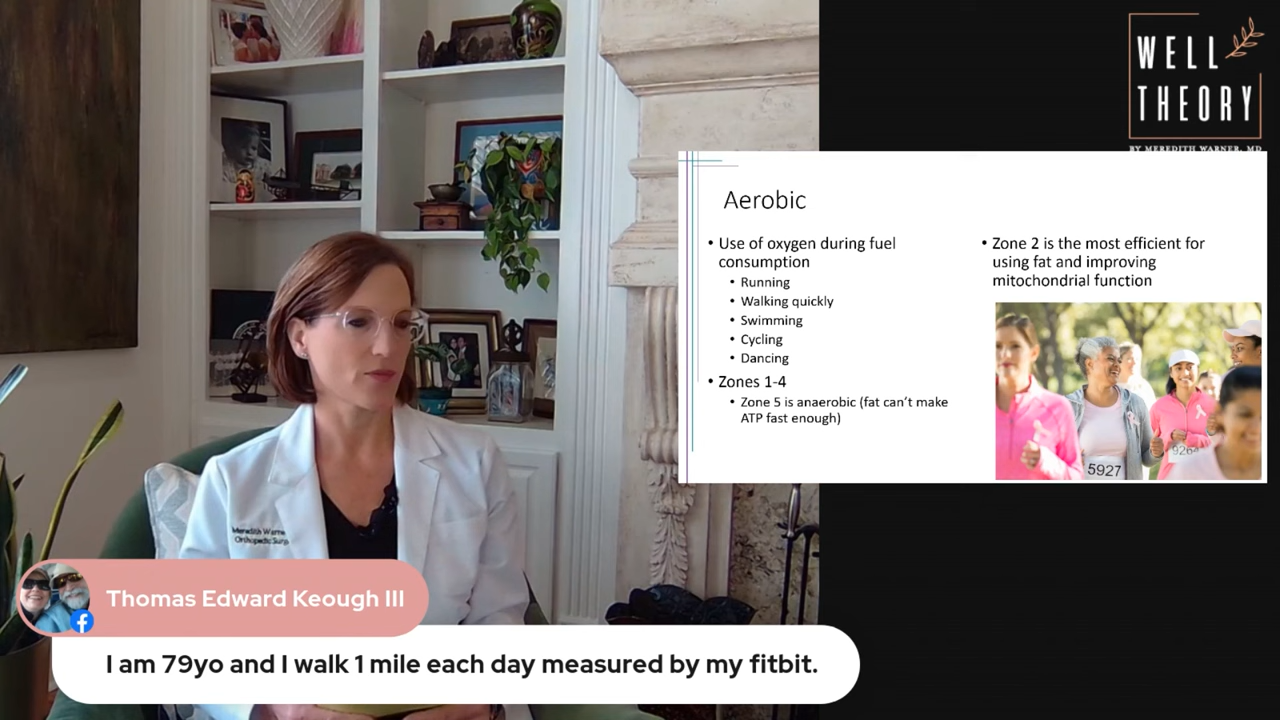 WELL
THEORY
BY MEREDITH WARNER, MD
Aerobic
• Use of oxygen during fuel
consumption
• Running
• Walking quickly
• Swimming
• Cycling
• Dancing
• Zones 1-4
• Zone 5 is anaerobic (fat can't make
ATP fast enough)
• Zone 2 is the most efficient for
using fat and improving
mitochondrial function
5927
926
Meredith Warne
Orthopedic Surg
Thomas Edward Keough III
I am 79yo and I walk 1 mile each day measured by my fitbit.